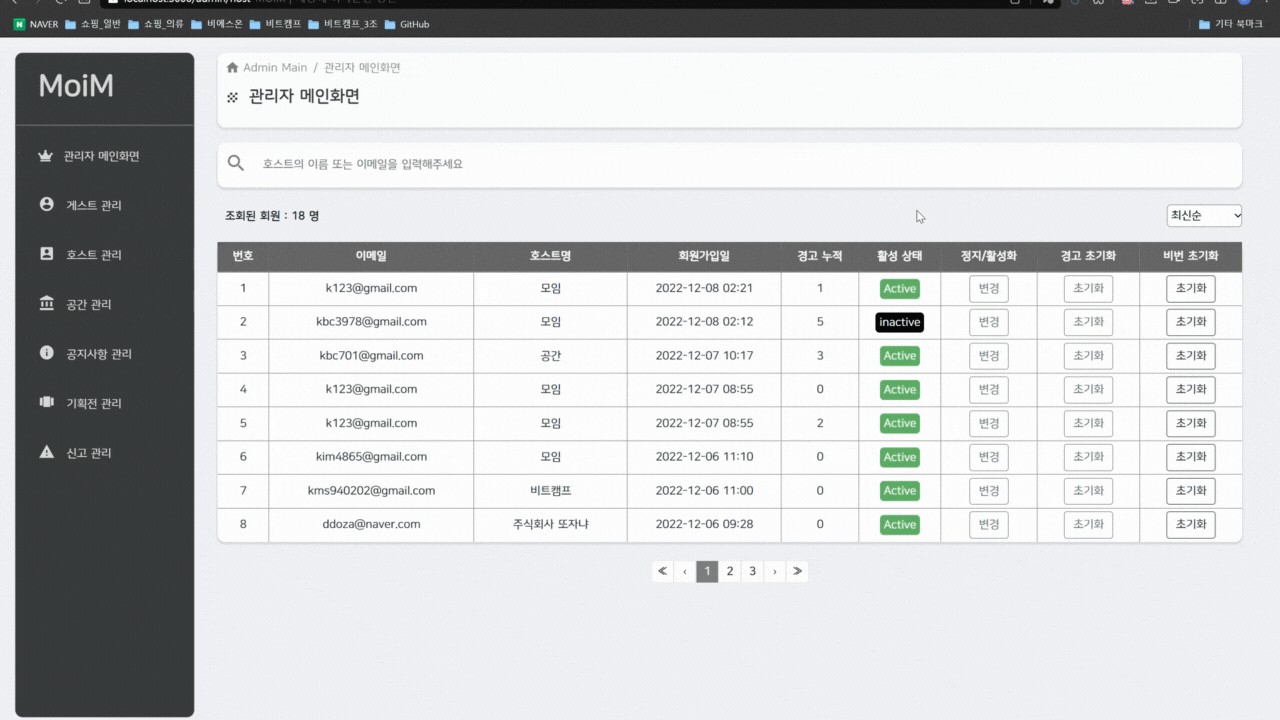 NAVER 쇼핑_일반 쇼핑_의류 비에스온 비트캠프 비트캠프_3조 GitHub 기타 북마크
MoiM
관리자 메인화면
게스트 관리
호스트 관리
공간 관리
공지사항 관리
기획전 관리
신고 관리
Admin Main / 관리자 메인화면
관리자 메인화면
호스트의 이름 또는 이메일을 입력해주세요
조회된 회원 : 18 명 최신순
번호 이메일 호스트명 회원가입일 경고 누적 활성 상태 정지/활성화 경고 초기화 비번 초기화
1 k123@gmail.com 모임 2022-12-08 02:21 1 Active 변경 초기화 초기화
2 kbc3978@gmail.com 모임 2022-12-08 02:12 5 inactive 변경 초기화 초기화
3 kbc701@gmail.com 공간 2022-12-07 10:17 3 Active 변경 초기화 초기화
4 k123@gmail.com 모임 2022-12-07 08:55 0 Active 변경 초기화 초기화
5 k123@gmail.com 모임 2022-12-07 08:55 2 Active 변경 초기화 초기화
6 kim4865@gmail.com 모임 2022-12-06 11:10 0 Active 변경 초기화 초기화
7 kms940202@gmail.com 비트캠프 2022-12-06 11:00 0 Active 변경 초기화 초기화
8 ddoza@naver.com 주식회사 또자냐 2022-12-06 09:28 0 Active 변경 초기화 초기화
≪ ‹ 1 2 3 › ≫